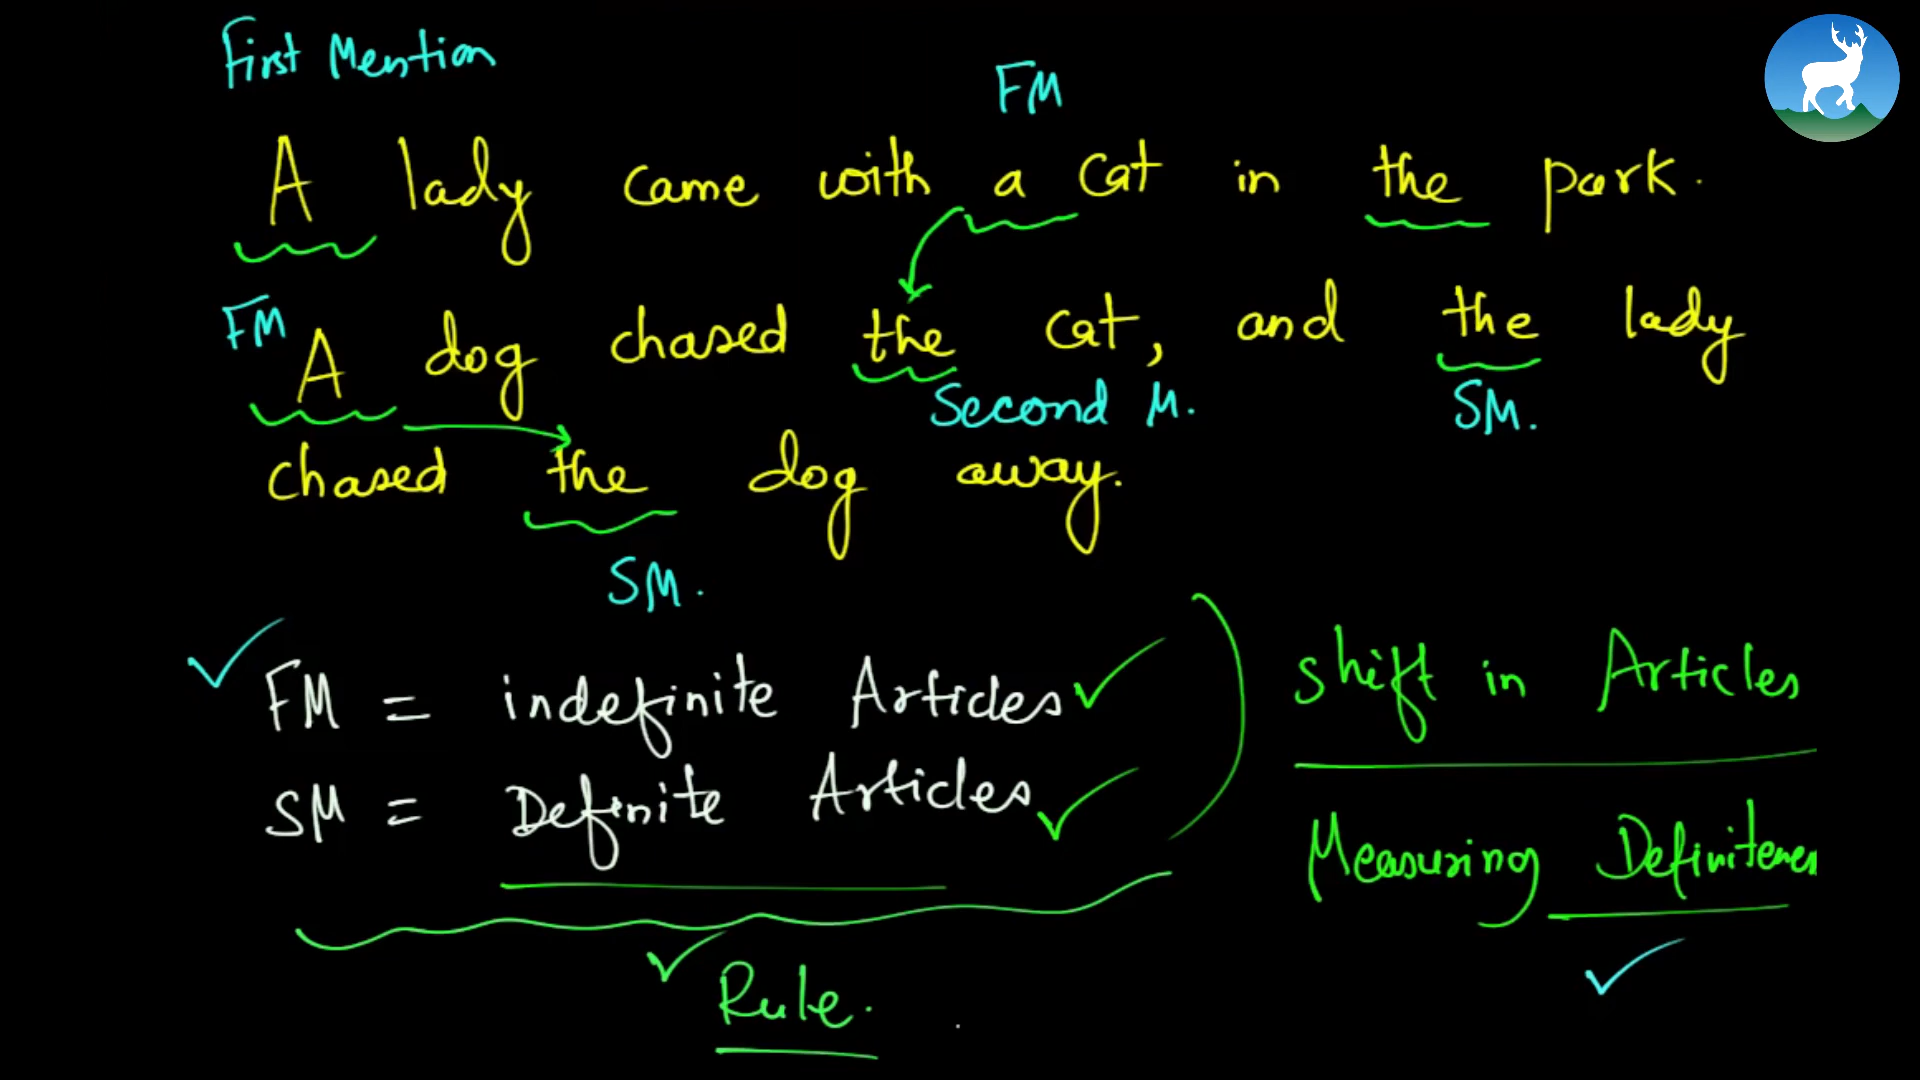 First Mention
FM
A lady came with a cat in the park.
FM
A dog chased the cat, and the lady
Second M.
SM.
chased the dog away.
SM.
FM = indefinite Articles
SM = Definite Articles
Rule.
Shift in Articles
Measuring Definitenes